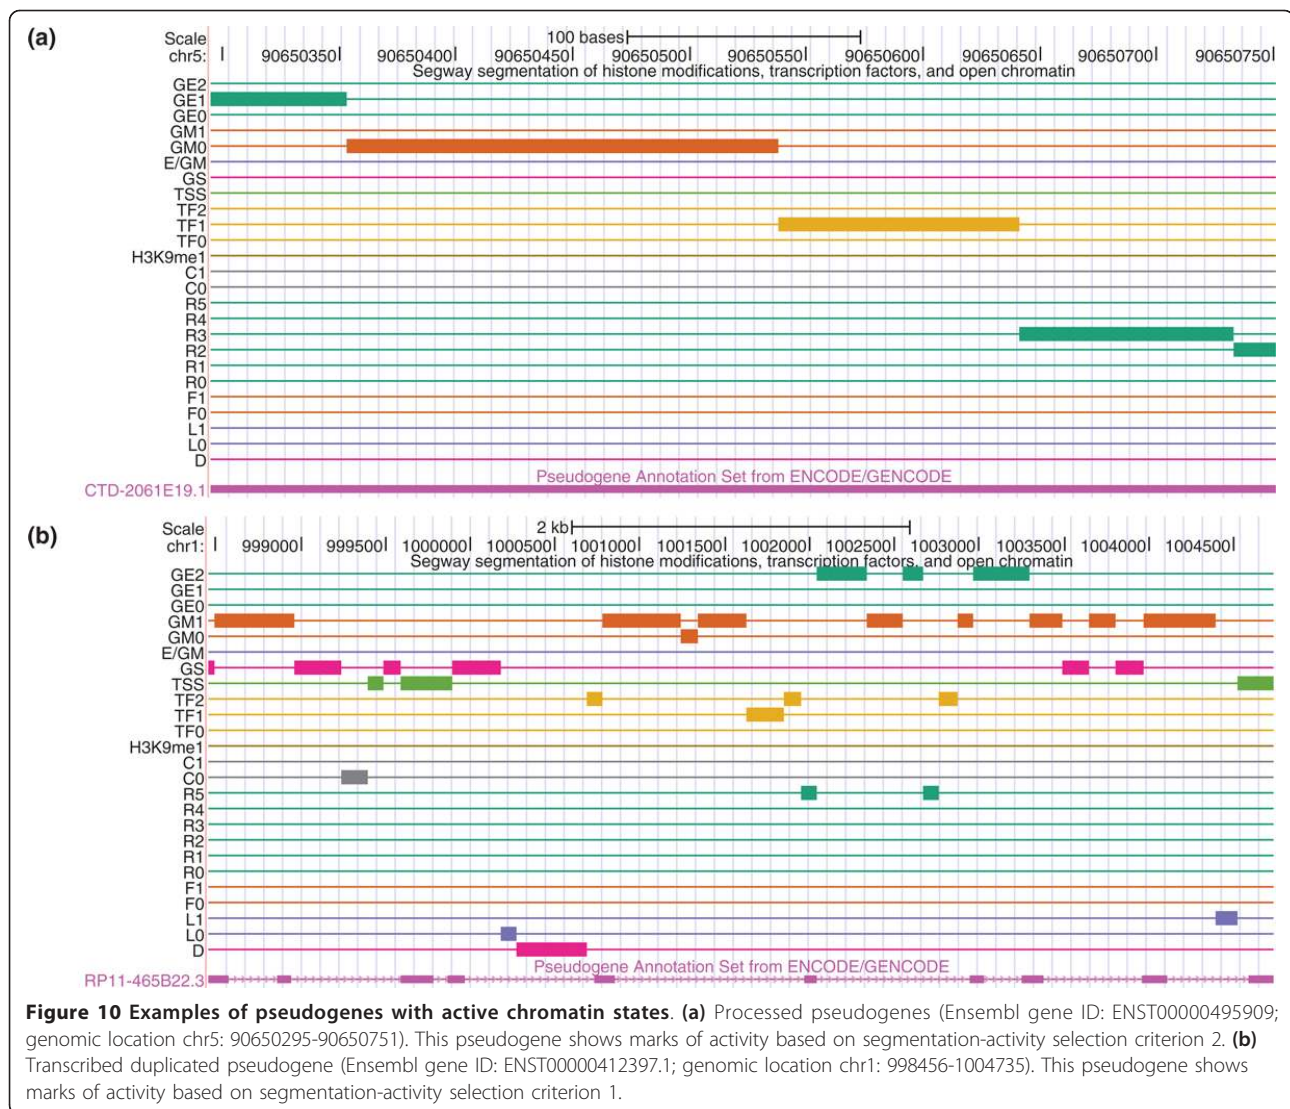 (a)
Scale 100 bases
chr5: 90650350 90650400 90650450 90650500 90650550 90650600 90650650 90650700 90650750
Segway segmentation of histone modifications, transcription factors, and open chromatin
GE2
GE1
GE0
GM1
GM0
E/GM
GS
TSS
TF2
TF1
TF0
H3K9me1
C1
C0
R5
R4
R3
R2
R1
R0
F1
F0
L1
L0
D
Pseudogene Annotation Set from ENCODE/GENCODE
CTD-2061E19.1
(b)
Scale 2 kb
chr1: 999000 999500 1000000 1000500 1001000 1001500 1002000 1002500 1003000 1003500 1004000 1004500
Segway segmentation of histone modifications, transcription factors, and open chromatin
GE2
GE1
GE0
GM1
GM0
E/GM
GS
TSS
TF2
TF1
TF0
H3K9me1
C1
C0
R5
R4
R3
R2
R1
R0
F1
F0
L1
L0
D
Pseudogene Annotation Set from ENCODE/GENCODE
RP11-465B22.3
Figure 10 Examples of pseudogenes with active chromatin states. (a) Processed pseudogenes (Ensembl gene ID: ENST00000495909;
genomic location chr5: 90650295-90650751). This pseudogene shows marks of activity based on segmentation-activity selection criterion 2. (b)
Transcribed duplicated pseudogene (Ensembl gene ID: ENST00000412397.1; genomic location chr1: 998456-1004735). This pseudogene shows
marks of activity based on segmentation-activity selection criterion 1.